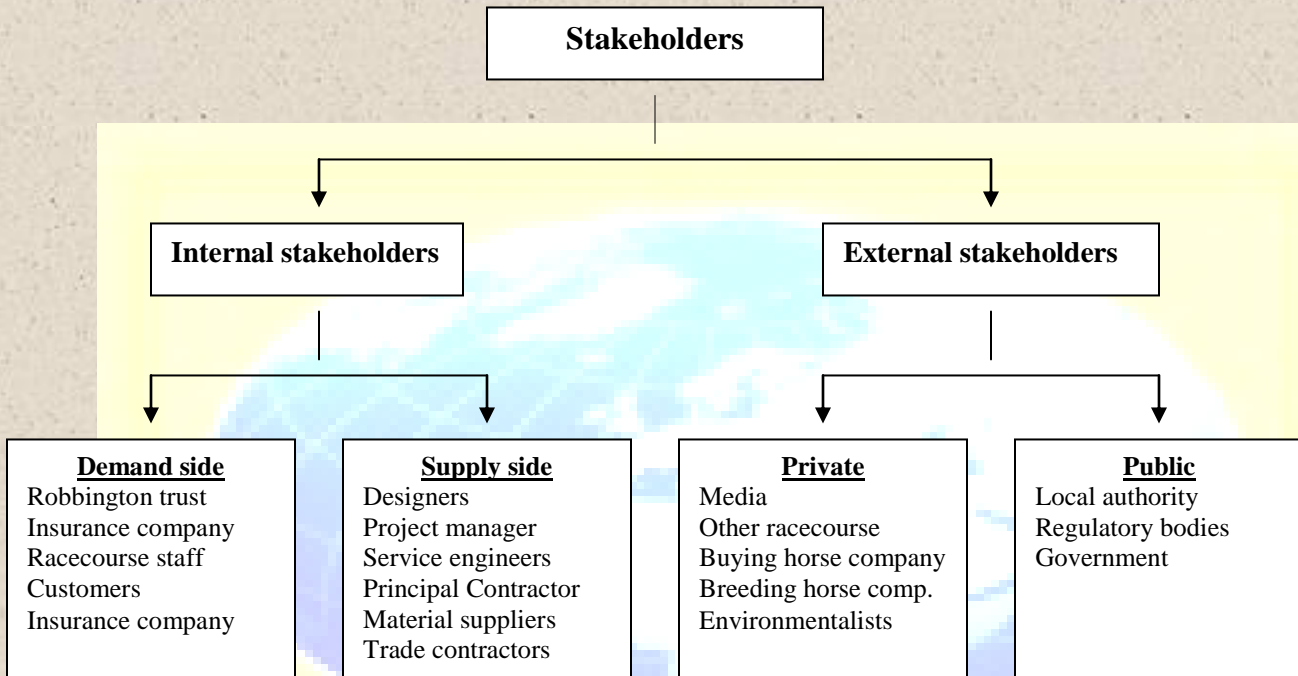 Stakeholders
Internal stakeholders
External stakeholders
Demand side
Robbington trust
Insurance company
Racecourse staff
Customers
Insurance company
Supply side
Designers
Project manager
Service engineers
Principal Contractor
Material suppliers
Trade contractors
Private
Media
Other racecourse
Buying horse company
Breeding horse comp.
Environmentalists
Public
Local authority
Regulatory bodies
Government